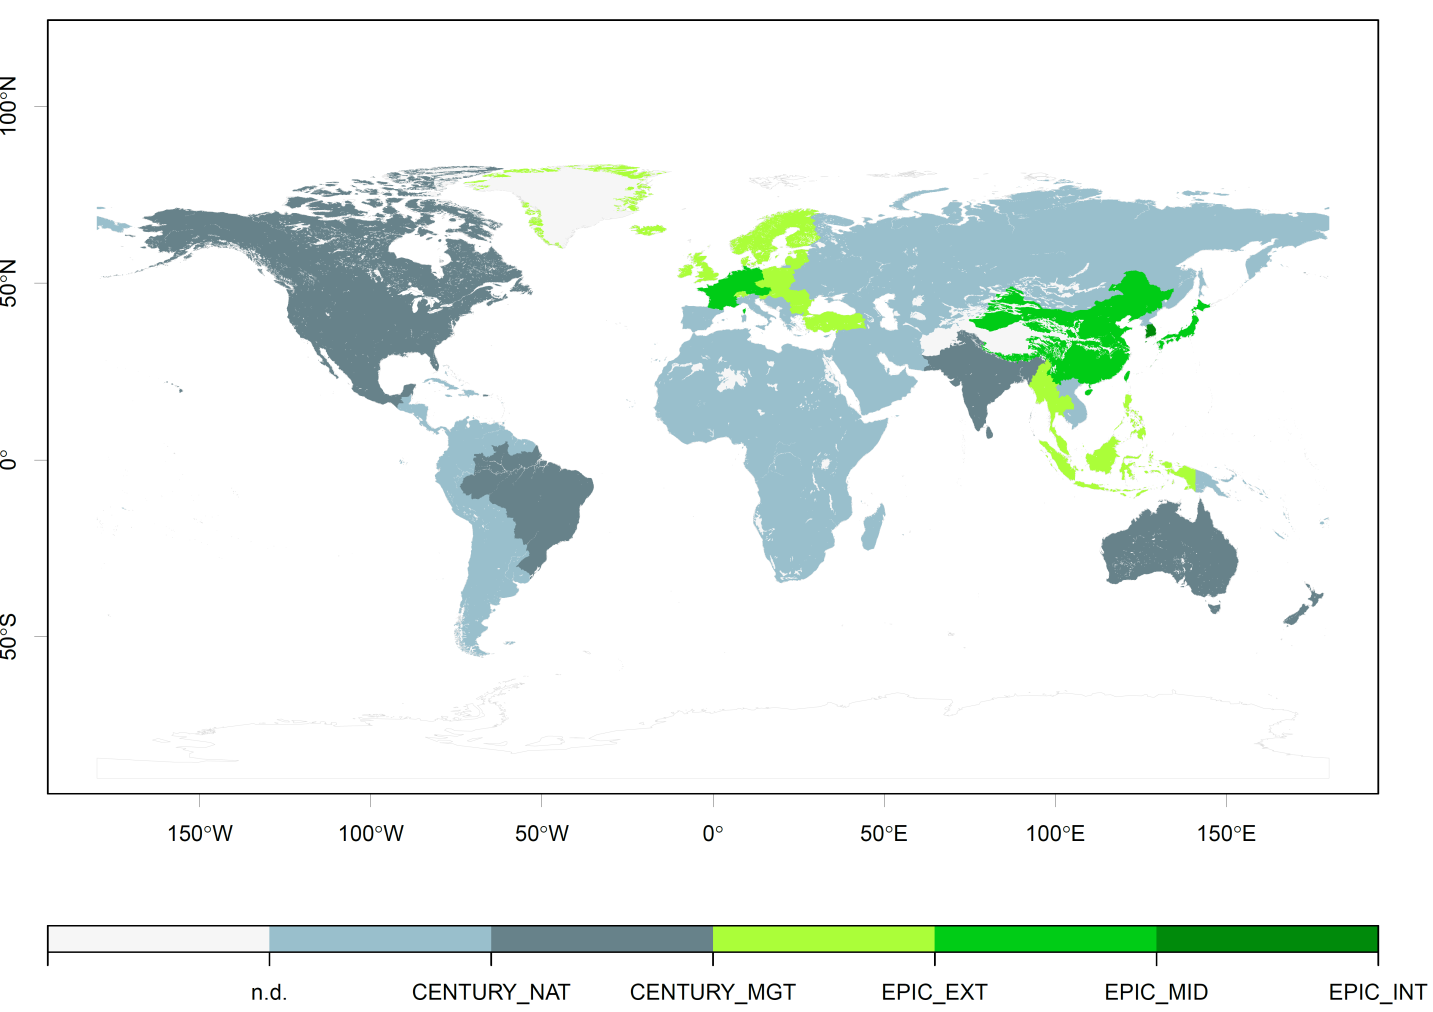 100°N
50°N
0°
50°S
150°W 100°W 50°W 0° 50°E 100°E 150°E
n.d. CENTURY_NAT CENTURY_MGT EPIC_EXT EPIC_MID EPIC_INT